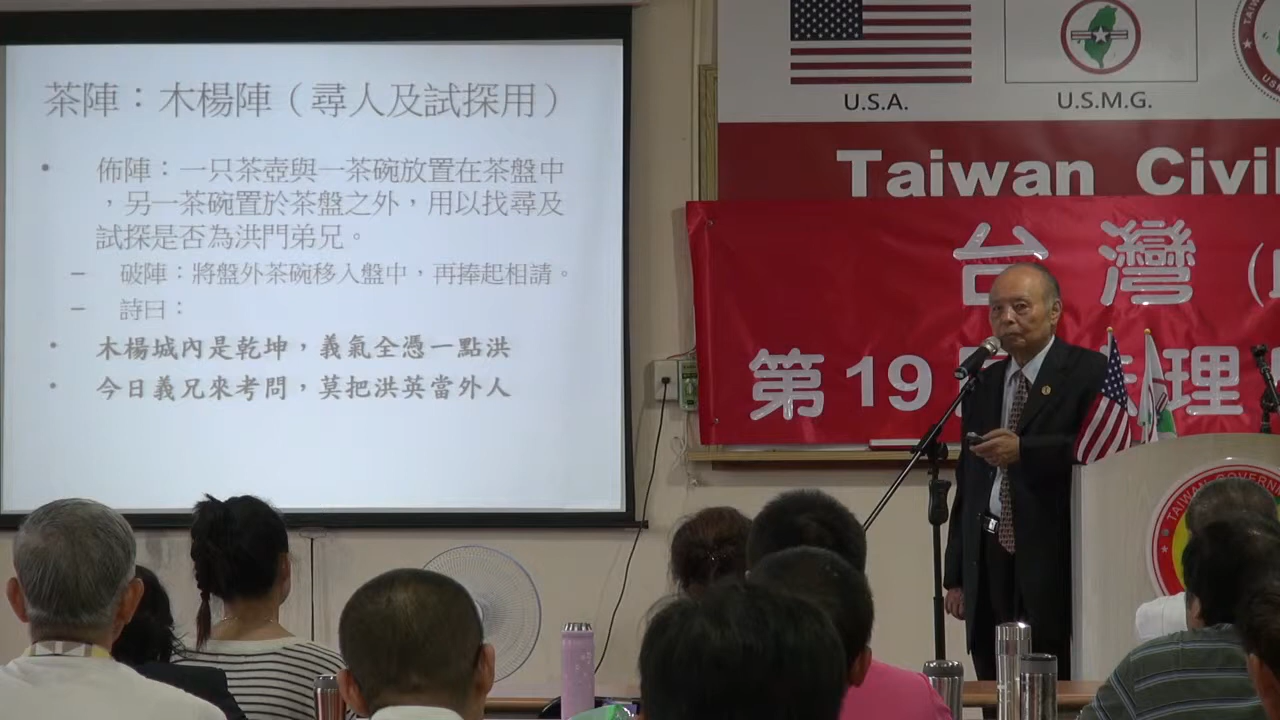 茶陣：木楊陣（尋人及試探用）
• 佈陣：一只茶壺與一茶碗放置在茶盤中
，另一茶碗置於茶盤之外，用以找尋及
試探是否為洪門弟兄。
– 破陣：將盤外茶碗移入盤中，再捧起相請。
– 詩曰：
• 木楊城內是乾坤，義氣全憑一點洪
• 今日義兄來考問，莫把洪英當外人
U.S.A.
U.S.M.G.
Taiwan Civil
台灣（
第19
理
TAIWAN GOVERN